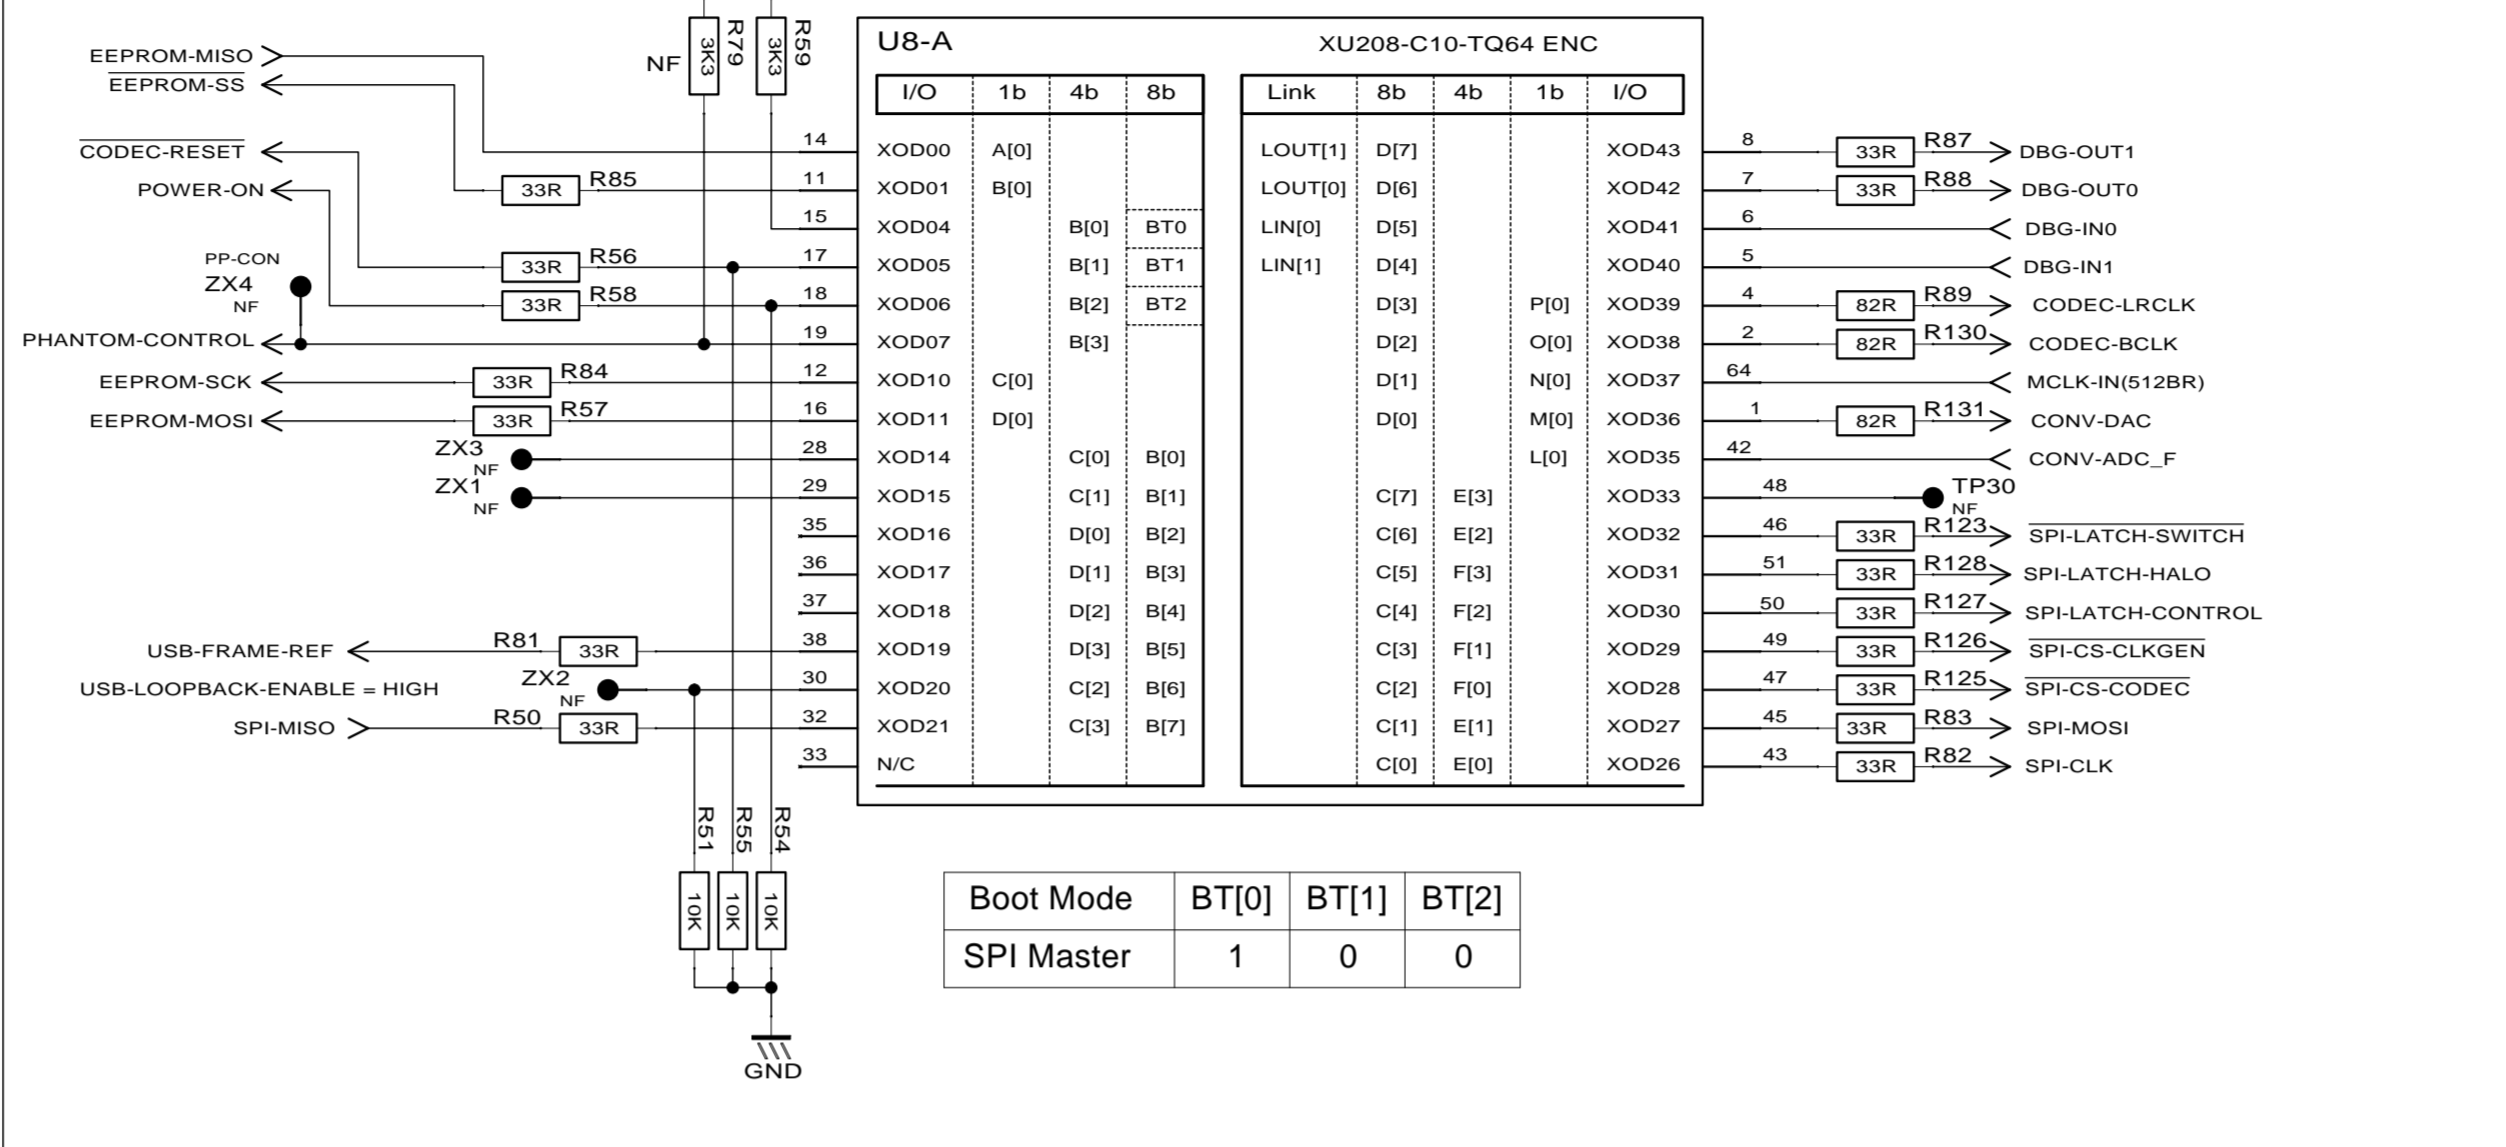 U8-A XU208-C10-TQ64 ENC
I/O 1b 4b 8b Link 8b 4b 1b I/O
NF 3K3 R79 3K3 R59
EEPROM-MISO
EEPROM-SS
CODEC-RESET 14 XOD00 A[0] LOUT[1] D[7] XOD43 8 33R R87 DBG-OUT1
POWER-ON 33R R85 11 XOD01 B[0] LOUT[0] D[6] XOD42 7 33R R88 DBG-OUT0
15 XOD04 B[0] BT0 LIN[0] D[5] XOD41 6 DBG-IN0
PP-CON
33R R56 17 XOD05 B[1] BT1 LIN[1] D[4] XOD40 5 DBG-IN1
ZX4
NF 33R R58 18 XOD06 B[2] BT2 D[3] P[0] XOD39 4 82R R89 CODEC-LRCLK
PHANTOM-CONTROL 19 XOD07 B[3] D[2] O[0] XOD38 2 82R R130 CODEC-BCLK
EEPROM-SCK 33R R84 12 XOD10 C[0] D[1] N[0] XOD37 64 MCLK-IN(512BR)
EEPROM-MOSI 33R R57 16 XOD11 D[0] D[0] M[0] XOD36 1 82R R131 CONV-DAC
ZX3 NF 28 XOD14 C[0] B[0] L[0] XOD35 42 CONV-ADC_F
ZX1 NF 29 XOD15 C[1] B[1] C[7] E[3] XOD33 48 TP30 NF
35 XOD16 D[0] B[2] C[6] E[2] XOD32 46 33R R123 SPI-LATCH-SWITCH
36 XOD17 D[1] B[3] C[5] F[3] XOD31 51 33R R128 SPI-LATCH-HALO
37 XOD18 D[2] B[4] C[4] F[2] XOD30 50 33R R127 SPI-LATCH-CONTROL
USB-FRAME-REF R81 33R 38 XOD19 D[3] B[5] C[3] F[1] XOD29 49 33R R126 SPI-CS-CLKGEN
USB-LOOPBACK-ENABLE = HIGH ZX2 NF 30 XOD20 C[2] B[6] C[2] F[0] XOD28 47 33R R125 SPI-CS-CODEC
SPI-MISO R50 33R 32 XOD21 C[3] B[7] C[1] E[1] XOD27 45 33R R83 SPI-MOSI
33 N/C C[0] E[0] XOD26 43 33R R82 SPI-CLK
R51 R55 R54
10K 10K 10K
Boot Mode BT[0] BT[1] BT[2]
SPI Master 1 0 0
GND